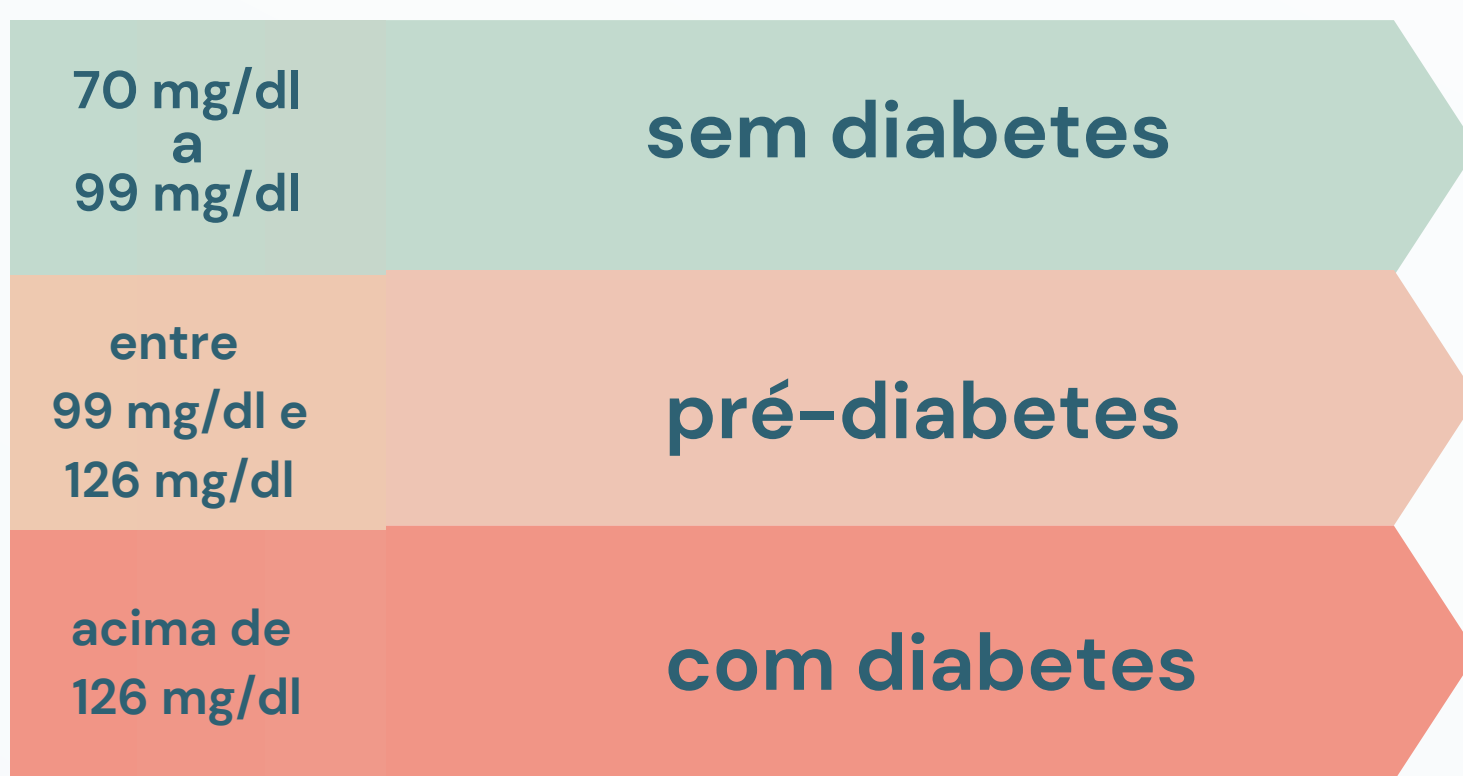 70 mg/dl
a
99 mg/dl
sem diabetes
entre
99 mg/dl e
126 mg/dl
pré-diabetes
acima de
126 mg/dl
com diabetes